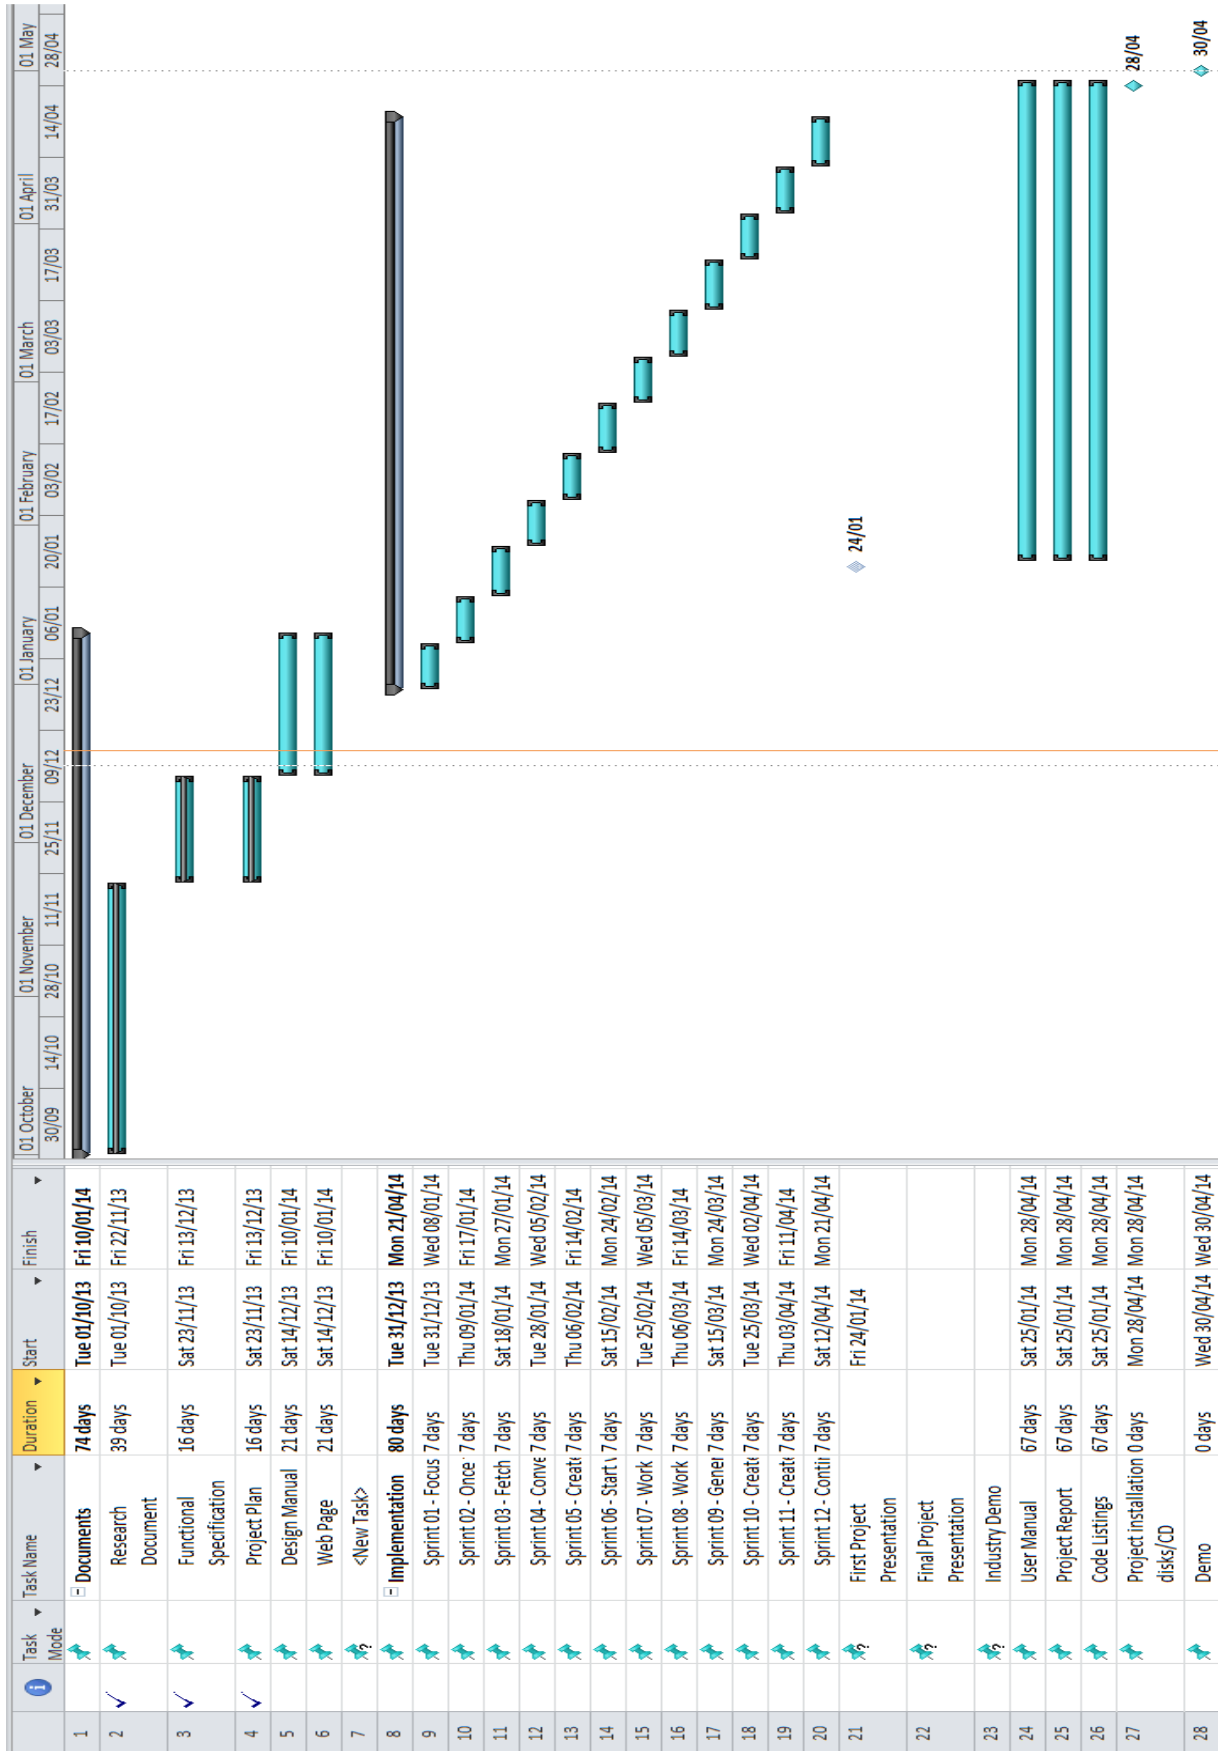 Task Mode Task Name Duration Start Finish
01 October 01 November 01 December 01 January 01 February 01 March 01 April 01 May
30/09 14/10 28/10 11/11 25/11 09/12 23/12 06/01 20/01 03/02 17/02 03/03 17/03 31/03 14/04 28/04
1 Documents 74 days Tue 01/10/13 Fri 10/01/14
2 Research Document 39 days Tue 01/10/13 Fri 22/11/13
3 Functional Specification 16 days Sat 23/11/13 Fri 13/12/13
4 Project Plan 16 days Sat 23/11/13 Fri 13/12/13
5 Design Manual 21 days Sat 14/12/13 Fri 10/01/14
6 Web Page 21 days Sat 14/12/13 Fri 10/01/14
7 <New Task>
8 Implementation 80 days Tue 31/12/13 Mon 21/04/14
9 Sprint 01 - Focus 7 days Tue 31/12/13 Wed 08/01/14
10 Sprint 02 - Once 7 days Thu 09/01/14 Fri 17/01/14
11 Sprint 03 - Fetch 7 days Sat 18/01/14 Mon 27/01/14
12 Sprint 04 - Conve 7 days Tue 28/01/14 Wed 05/02/14
13 Sprint 05 - Creat 7 days Thu 06/02/14 Fri 14/02/14
14 Sprint 06 - Start 7 days Sat 15/02/14 Mon 24/02/14
15 Sprint 07 - Work 7 days Tue 25/02/14 Wed 05/03/14
16 Sprint 08 - Work 7 days Thu 06/03/14 Fri 14/03/14
17 Sprint 09 - Gener 7 days Sat 15/03/14 Mon 24/03/14
18 Sprint 10 - Creat 7 days Tue 25/03/14 Wed 02/04/14
19 Sprint 11 - Creat 7 days Thu 03/04/14 Fri 11/04/14
20 Sprint 12 - Conti 7 days Sat 12/04/14 Mon 21/04/14
21 First Project Presentation Fri 24/01/14 24/01
22 Final Project Presentation
23 Industry Demo
24 User Manual 67 days Sat 25/01/14 Mon 28/04/14
25 Project Report 67 days Sat 25/01/14 Mon 28/04/14
26 Code Listings 67 days Sat 25/01/14 Mon 28/04/14
27 Project installation disks/CD 0 days Mon 28/04/14 Mon 28/04/14 28/04
28 Demo 0 days Wed 30/04/14 Wed 30/04/14 30/04